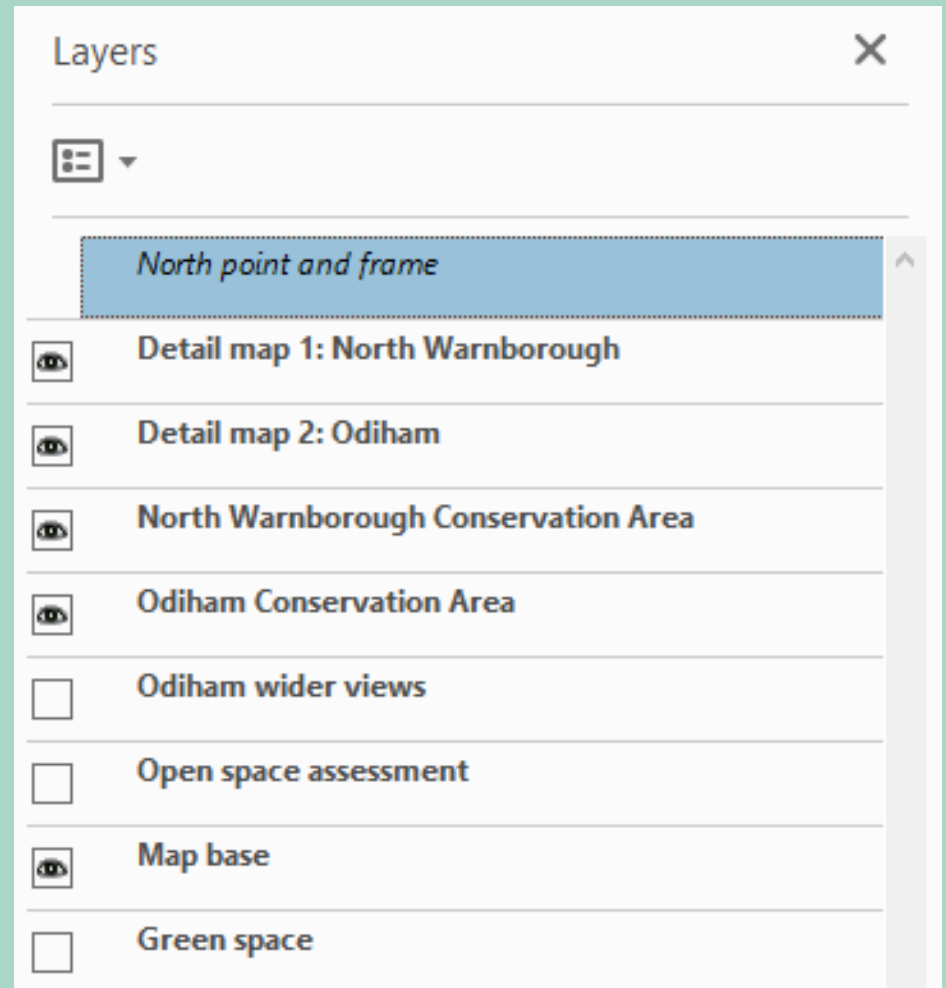 Layers
North point and frame
Detail map 1: North Warnborough
Detail map 2: Odiham
North Warnborough Conservation Area
Odiham Conservation Area
Odiham wider views
Open space assessment
Map base
Green space